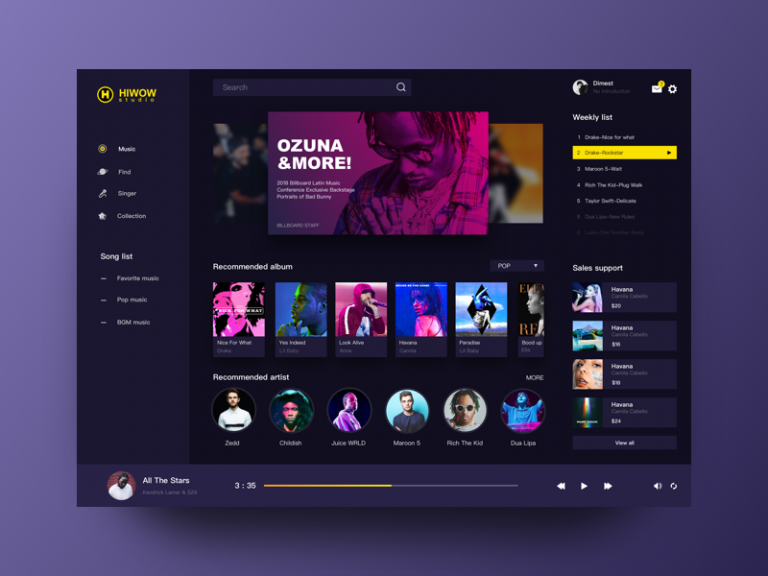 HIWOW
studio
Music
Find
Singer
Collection
Song list
Favorite music
Pop music
BGM music
Search
OZUNA
&MORE!
2018 Billboard Latin Music
Conference Exclusive Backstage
Portraits of Bad Bunny
BILLBOARD STAFF
Recommended album
POP
NICE FOR WHAT
Nice For What
Drake
Yes Indeed
Lil Baby
Look Alive
Havana
Camilla
Paradise
Lil Baby
Bood up
Ella
Recommended artist
MORE
Zedd
Childish
Juice WRLD
Maroon 5
Rich The Kid
Dua Lipa
Dimest
No introduction
2
Weekly list
1 Drake-Nice for what
2 Drake-Rockstar
3 Maroon 5-Wait
4 Rich The Kid-Plug Walk
5 Taylor Swift-Delicate
6 Dua Lipa-New Rules
Sales support
Havana
Camila Cabello
$20
Havana
Camila Cabello
$16
Havana
Camila Cabello
$18
Havana
Camila Cabello
$24
View all
All The Stars
Kendrick Lamar & SZA
3 : 35